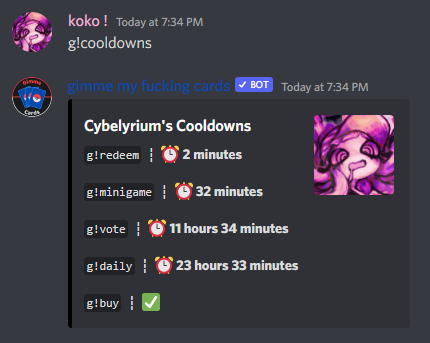 koko ! Today at 7:34 PM
g!cooldowns
Gimme
Cards
gimme my fucking cards ✓ BOT Today at 7:34 PM
Cybelyrium's Cooldowns
g!redeem ┆ ⏰ 2 minutes
g!minigame ┆ ⏰ 32 minutes
g!vote ┆ ⏰ 11 hours 34 minutes
g!daily ┆ ⏰ 23 hours 33 minutes
g!buy ┆ ✅